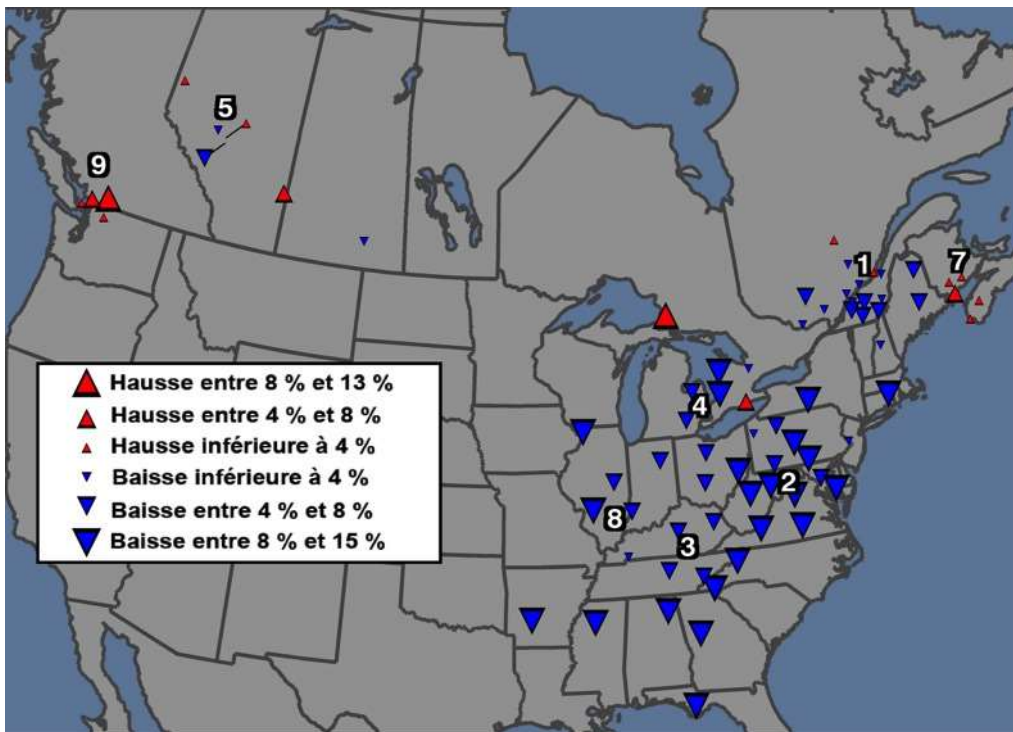 5
9
1
7
Hausse entre 8 % et 13 %
Hausse entre 4 % et 8 %
Hausse inférieure à 4 %
Baisse inférieure à 4 %
Baisse entre 4 % et 8 %
Baisse entre 8 % et 15 %
4
2
8
3